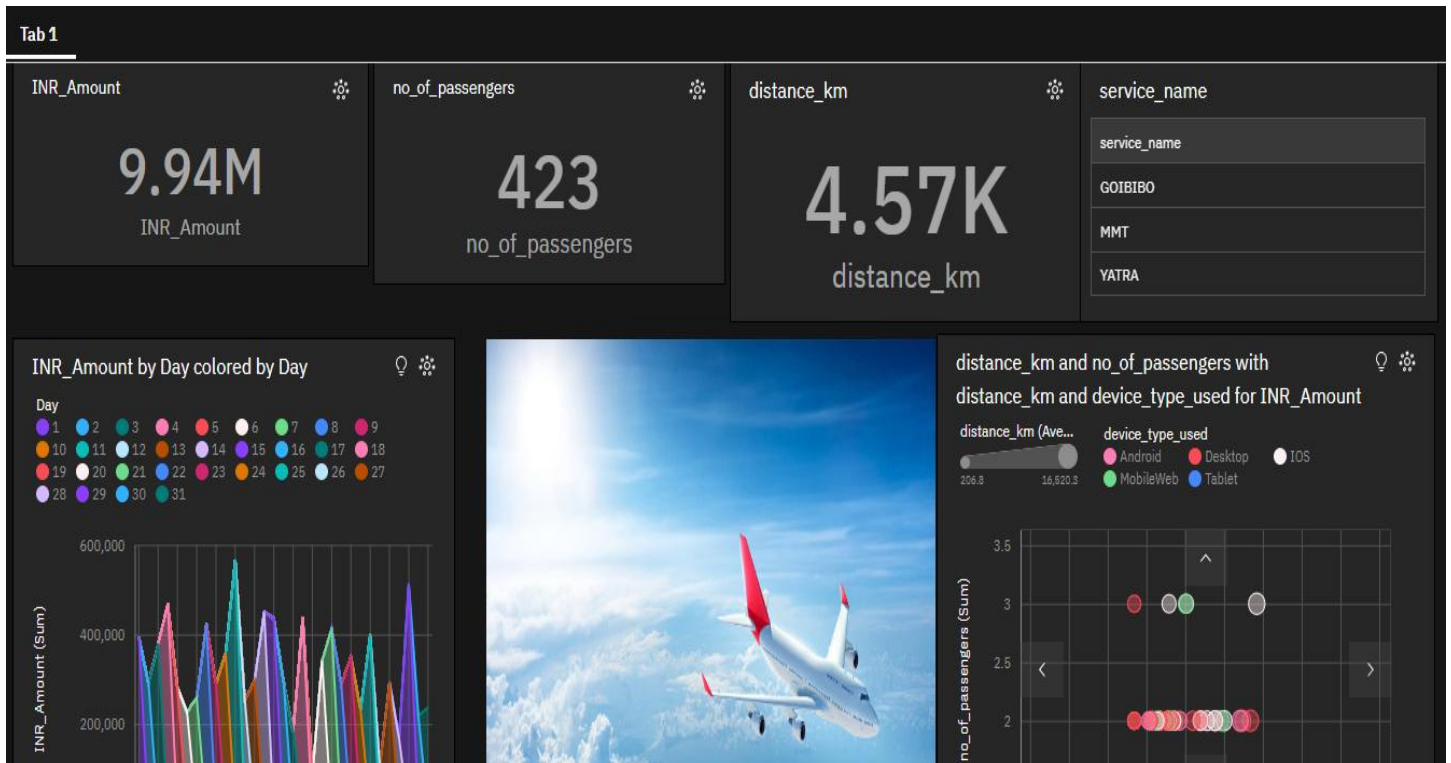 Tab 1
INR_Amount
9.94M
INR_Amount
no_of_passengers
423
no_of_passengers
distance_km
4.57K
distance_km
service_name
service_name
GOIBIBO
MMT
YATRA
INR_Amount by Day colored by Day
Day
1 2 3 4 5 6 7 8 9
10 11 12 13 14 15 16 17 18
19 20 21 22 23 24 25 26 27
28 29 30 31
600,000
400,000
200,000
INR_Amount (Sum)
distance_km and no_of_passengers with
distance_km and device_type_used for INR_Amount
distance_km (Ave...
206.8 16,520.3
device_type_used
Android Desktop IOS
MobileWeb Tablet
3.5
3
2.5
2
no_of_passengers (Sum)